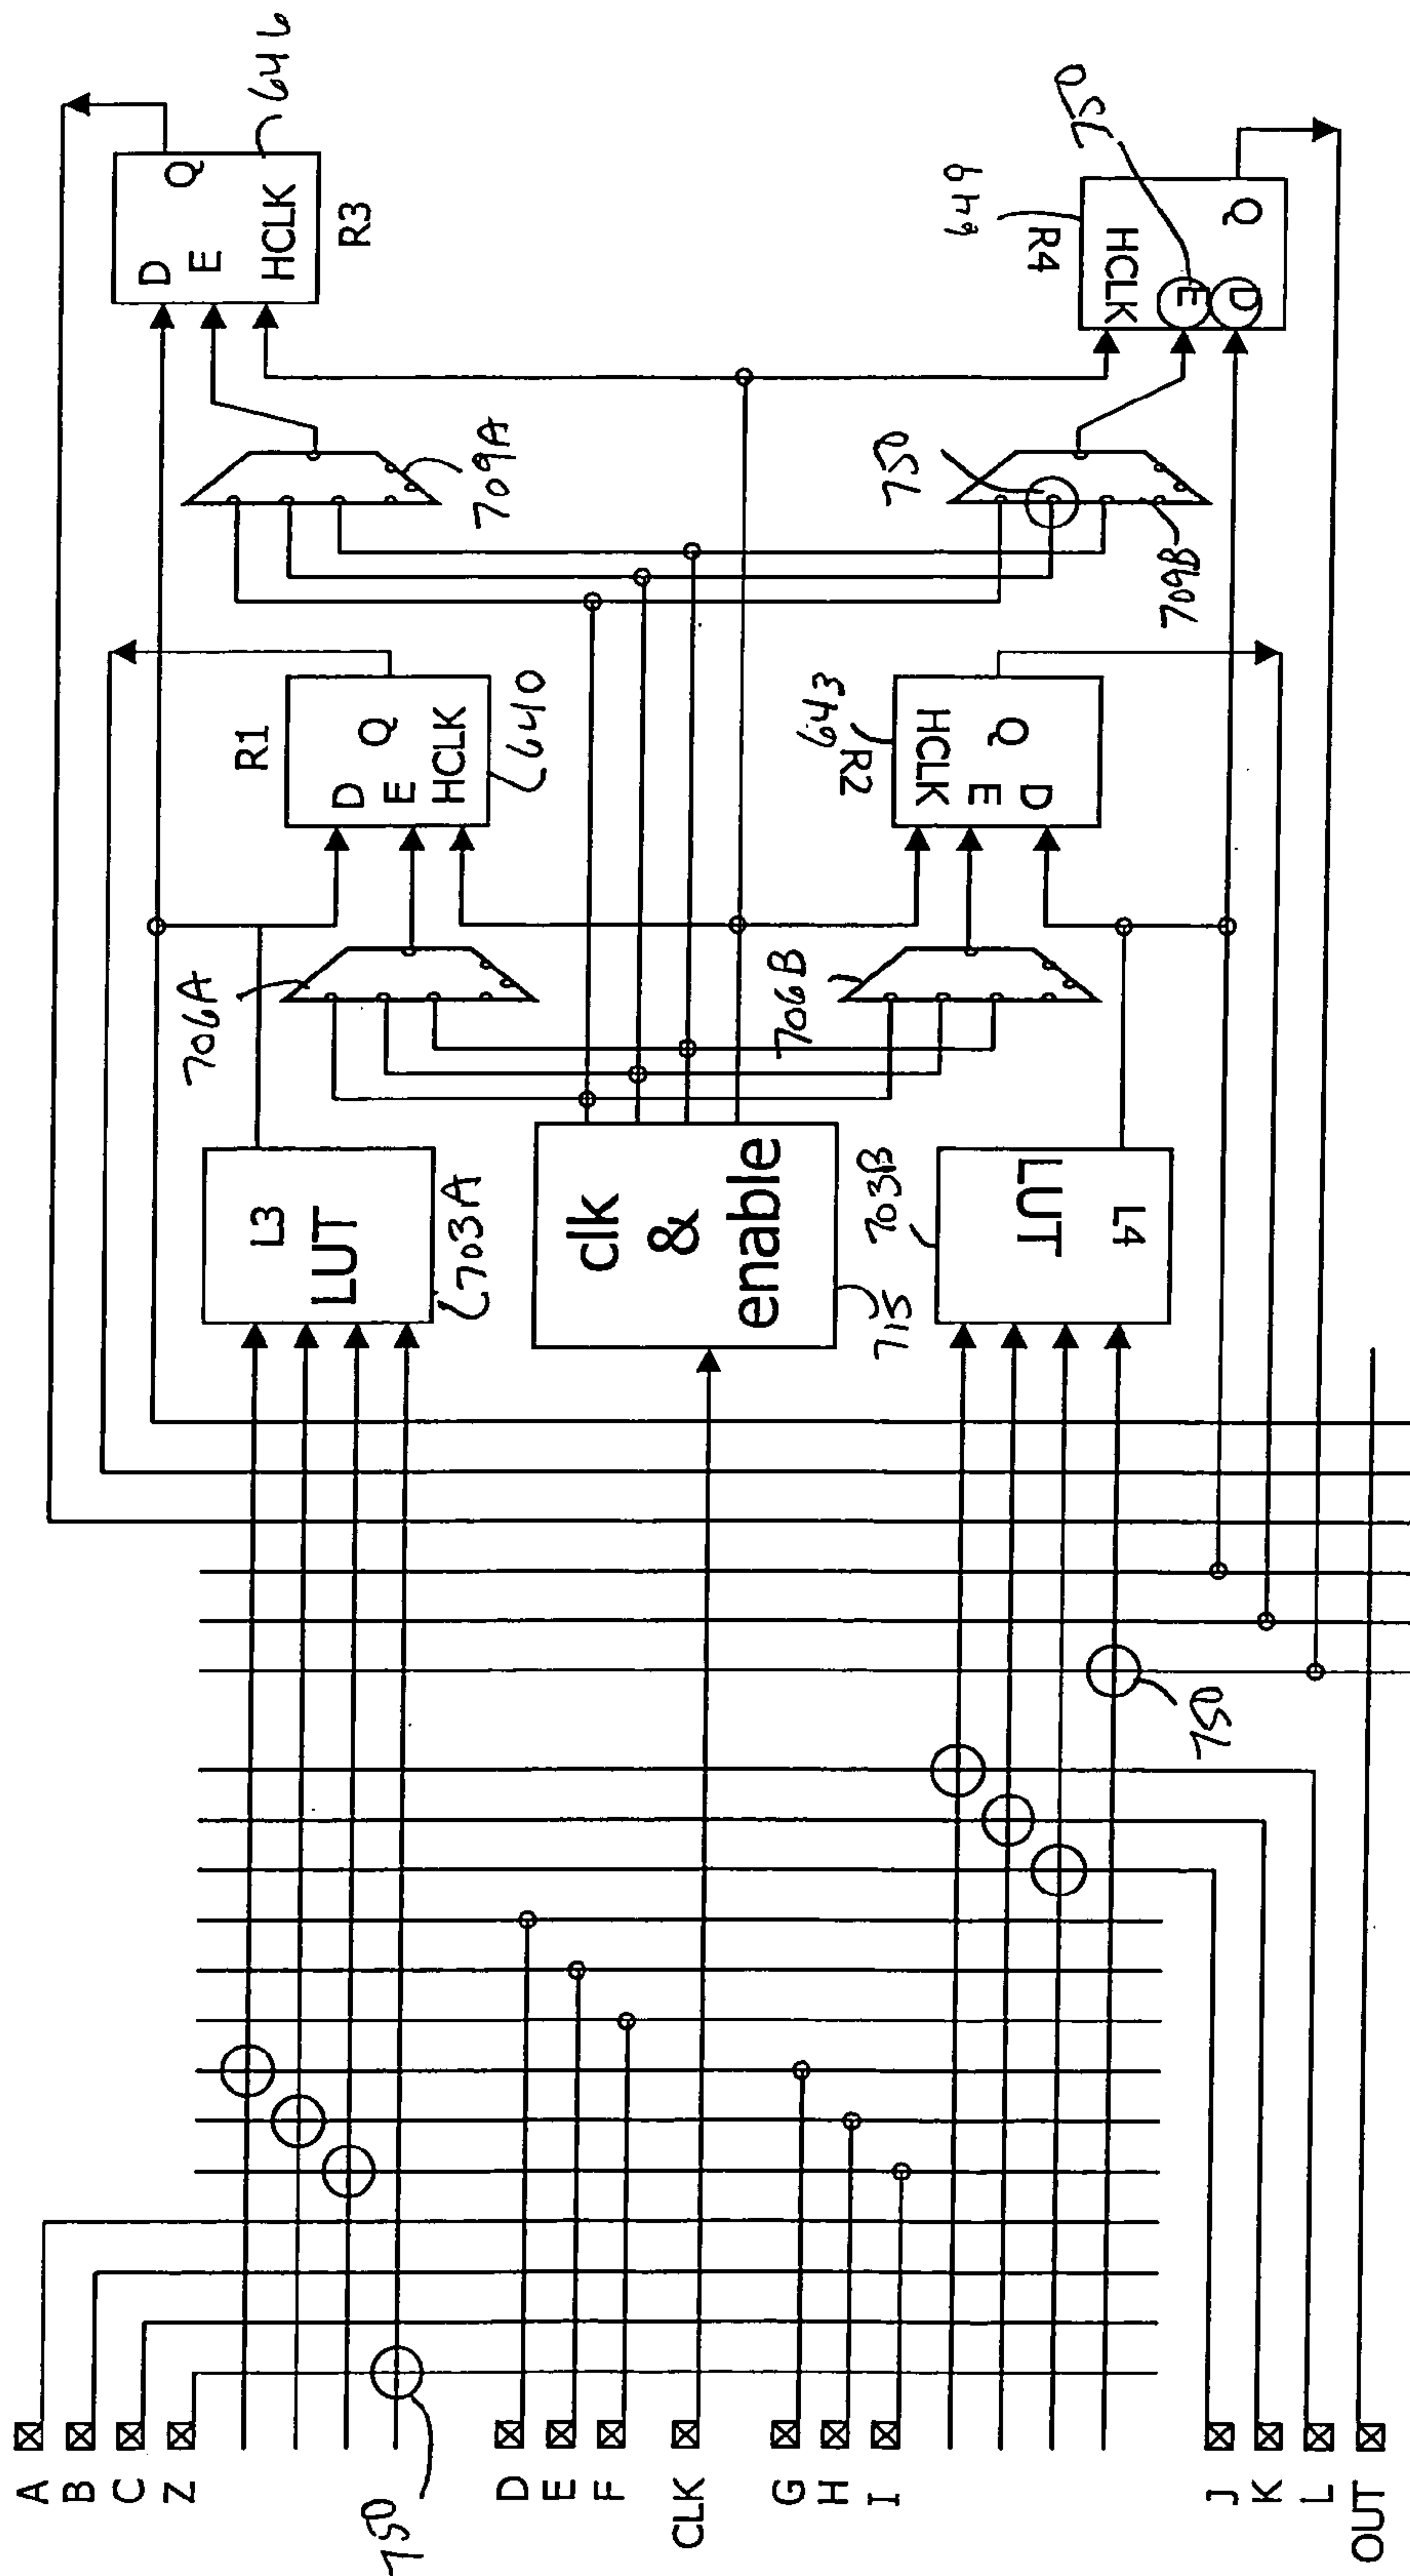 D
E
Q
HCLK
646
R3
750
649
R4
HCLK
E
D
Q
709A
750
709B
R1
D
E
Q
HCLK
640
643
R2
HCLK
E
D
Q
706A
706B
L3
LUT
703A
clk
&
enable
715
703B
LUT
L4
750
A
B
C
Z
750
D
E
F
CLK
G
H
I
J
K
L
OUT